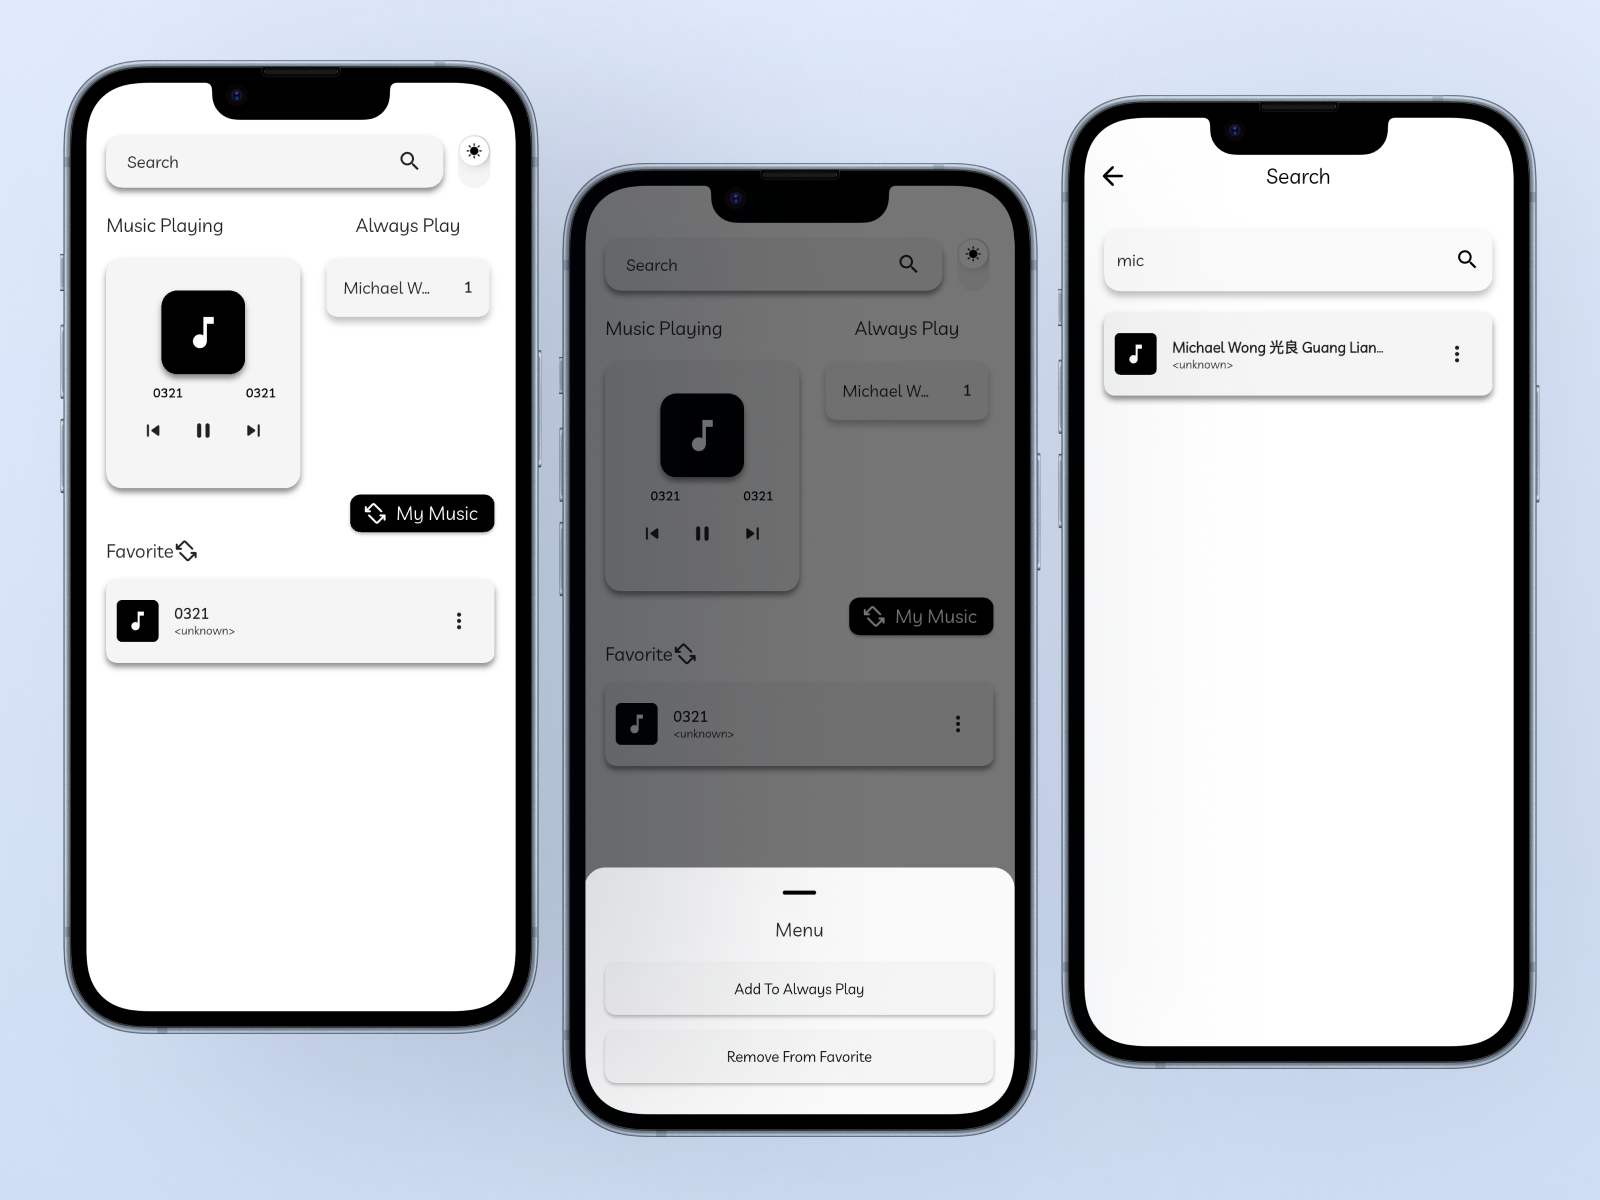 Search
Music Playing
Always Play
Michael W...
1
0321
0321
My Music
Favorite
0321
<unknown>
Search
Music Playing
Always Play
Michael W...
1
0321
0321
My Music
Favorite
0321
<unknown>
Menu
Add To Always Play
Remove From Favorite
Search
mic
Michael Wong 光良 Guang Lian...
<unknown>